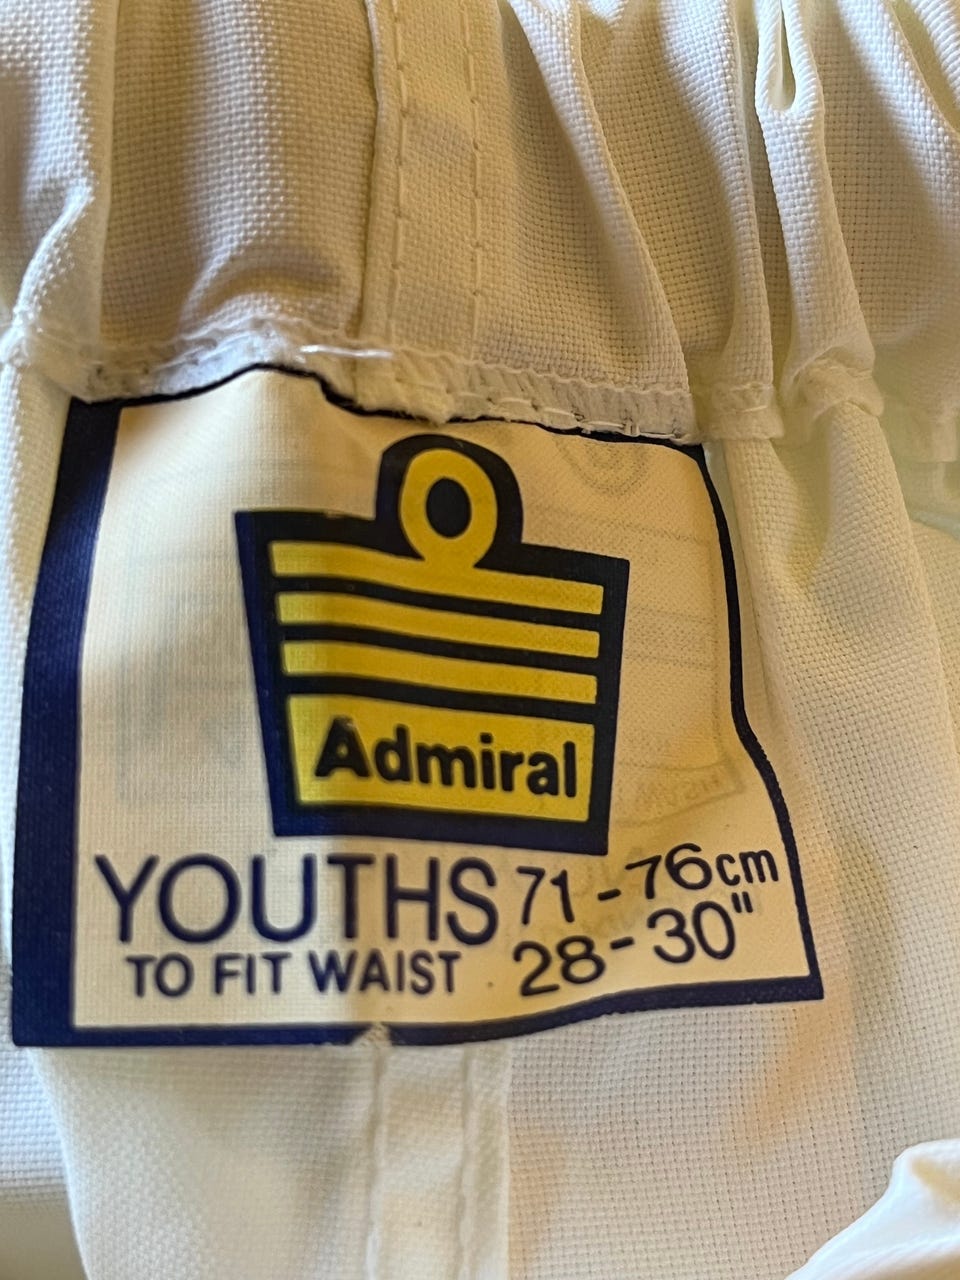 Admiral
YOUTHS 71-76cm
TO FIT WAIST 28-30"